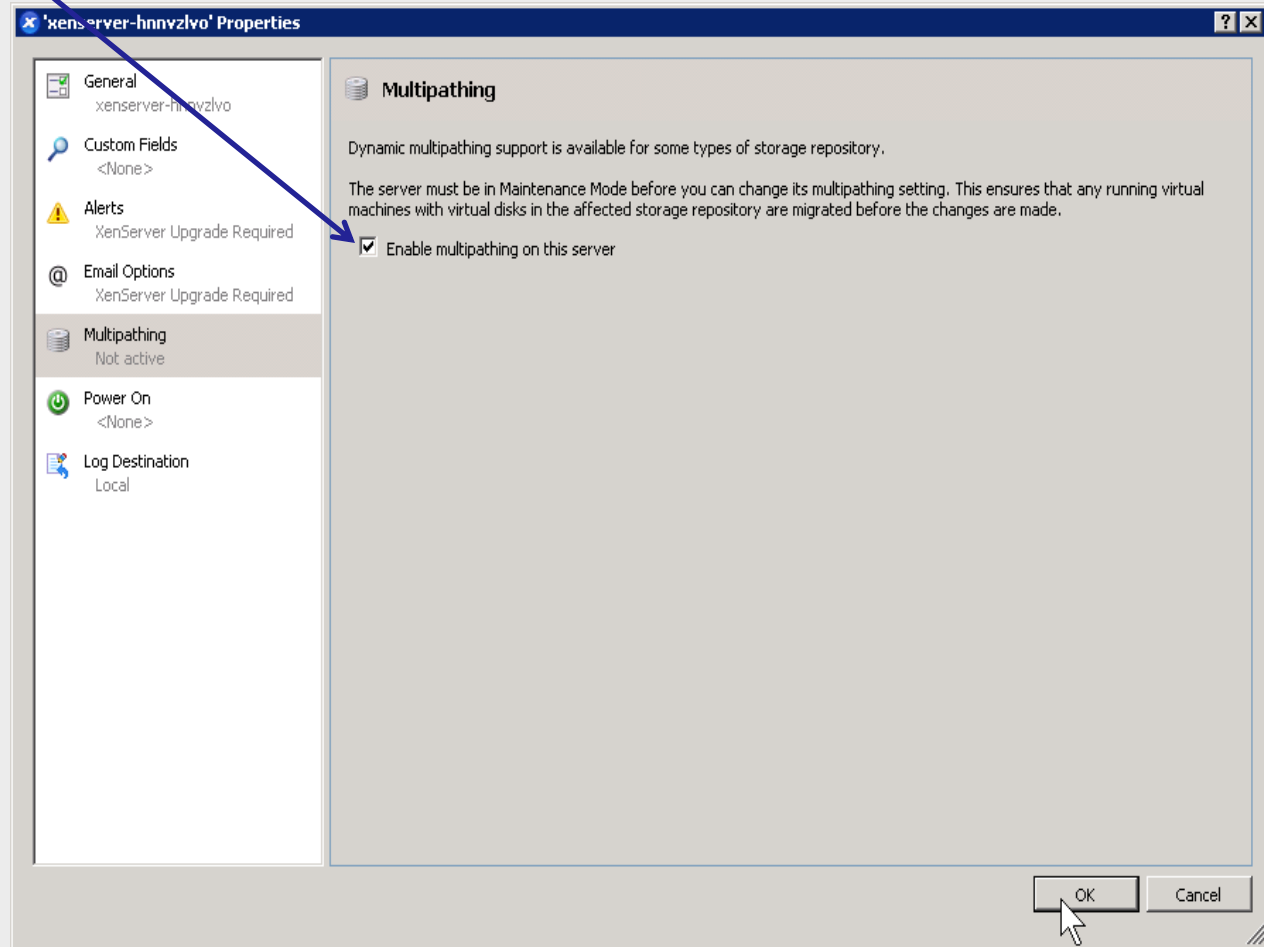 'xenserver-hnnvzlvo' Properties
General
xenserver-hnnvzlvo
Custom Fields
<None>
Alerts
XenServer Upgrade Required
Email Options
XenServer Upgrade Required
Multipathing
Not active
Power On
<None>
Log Destination
Local
Multipathing
Dynamic multipathing support is available for some types of storage repository.
The server must be in Maintenance Mode before you can change its multipathing setting. This ensures that any running virtual
machines with virtual disks in the affected storage repository are migrated before the changes are made.
Enable multipathing on this server
OK
Cancel